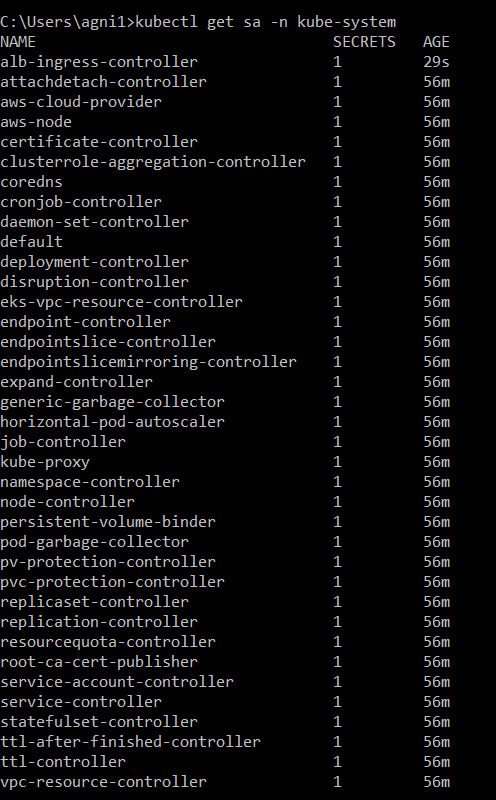 C:\Users\agni1>kubectl get sa -n kube-system
NAME SECRETS AGE
alb-ingress-controller 1 29s
attachdetach-controller 1 56m
aws-cloud-provider 1 56m
aws-node 1 56m
certificate-controller 1 56m
clusterrole-aggregation-controller 1 56m
coredns 1 56m
cronjob-controller 1 56m
daemon-set-controller 1 56m
default 1 56m
deployment-controller 1 56m
disruption-controller 1 56m
eks-vpc-resource-controller 1 56m
endpoint-controller 1 56m
endpointslice-controller 1 56m
endpointslicemirroring-controller 1 56m
expand-controller 1 56m
generic-garbage-collector 1 56m
horizontal-pod-autoscaler 1 56m
job-controller 1 56m
kube-proxy 1 56m
namespace-controller 1 56m
node-controller 1 56m
persistent-volume-binder 1 56m
pod-garbage-collector 1 56m
pv-protection-controller 1 56m
pvc-protection-controller 1 56m
replicaset-controller 1 56m
replication-controller 1 56m
resourcequota-controller 1 56m
root-ca-cert-publisher 1 56m
service-account-controller 1 56m
service-controller 1 56m
statefulset-controller 1 56m
ttl-after-finished-controller 1 56m
ttl-controller 1 56m
vpc-resource-controller 1 56m